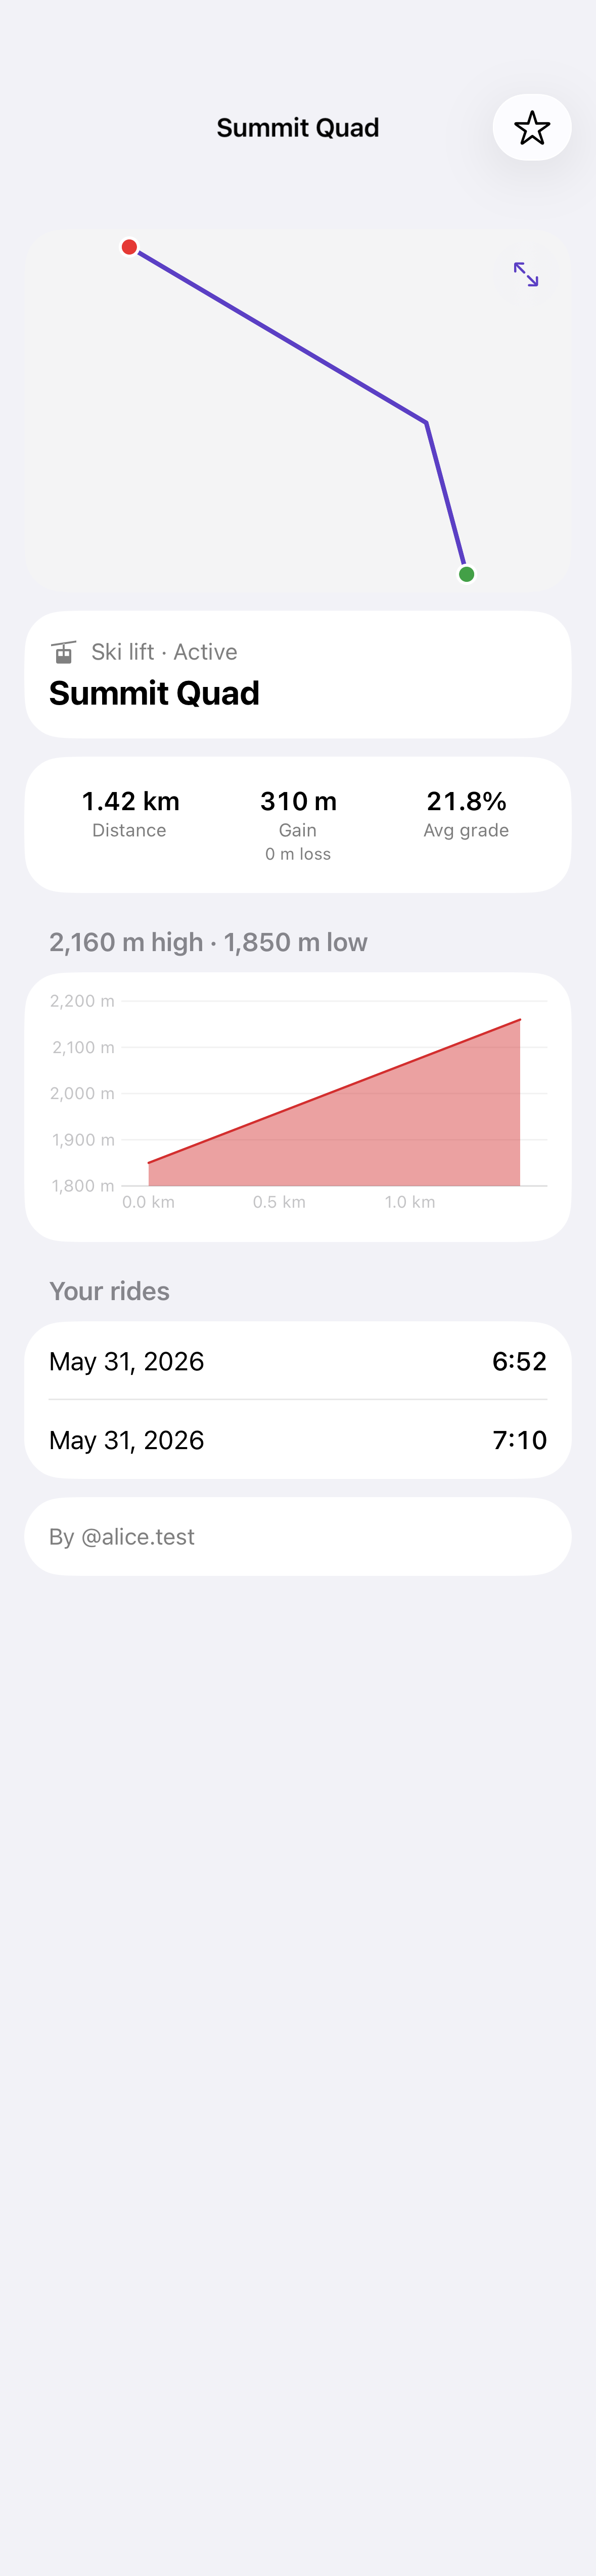 Summit Quad
Ski lift · Active
Summit Quad
1.42 km
Distance
310 m
Gain
0 m loss
21.8%
Avg grade
2,160 m high · 1,850 m low
2,200 m
2,100 m
2,000 m
1,900 m
1,800 m
0.0 km
0.5 km
1.0 km
Your rides
May 31, 2026 6:52
May 31, 2026 7:10
By @alice.test